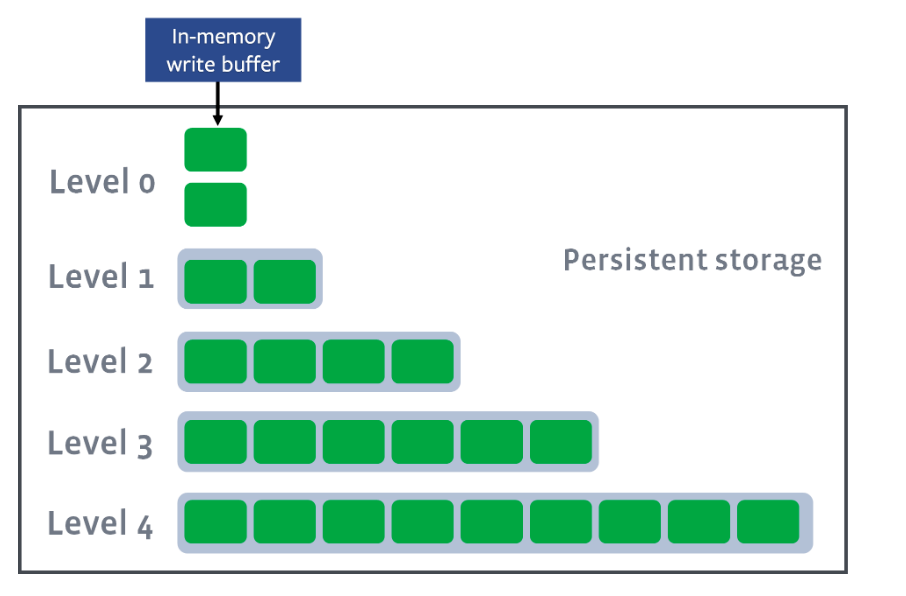 In-memory
write buffer
Level 0
Persistent storage
Level 1
Level 2
Level 3
Level 4